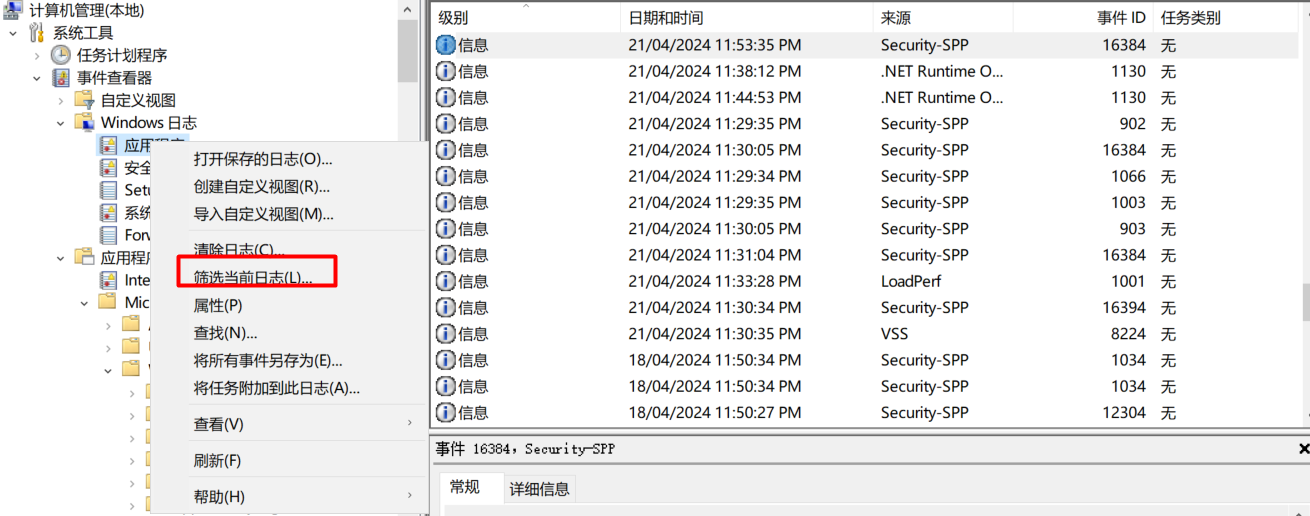 计算机管理(本地)
系统工具
任务计划程序
事件查看器
自定义视图
Windows 日志
打开保存的日志(O)...
创建自定义视图(R)...
导入自定义视图(M)...
清除日志(C)...
筛选当前日志(L)...
属性(P)
查找(N)...
将所有事件另存为(E)...
将任务附加到此日志(A)...
查看(V)
刷新(F)
帮助(H)
级别 日期和时间 来源 事件 ID 任务类别
信息 21/04/2024 11:53:35 PM Security-SPP 16384 无
信息 21/04/2024 11:38:12 PM .NET Runtime O... 1130 无
信息 21/04/2024 11:44:53 PM .NET Runtime O... 1130 无
信息 21/04/2024 11:29:35 PM Security-SPP 902 无
信息 21/04/2024 11:30:05 PM Security-SPP 16384 无
信息 21/04/2024 11:29:34 PM Security-SPP 1066 无
信息 21/04/2024 11:29:35 PM Security-SPP 1003 无
信息 21/04/2024 11:30:05 PM Security-SPP 903 无
信息 21/04/2024 11:31:04 PM Security-SPP 16384 无
信息 21/04/2024 11:33:28 PM LoadPerf 1001 无
信息 21/04/2024 11:30:34 PM Security-SPP 16394 无
信息 21/04/2024 11:30:35 PM VSS 8224 无
信息 18/04/2024 11:50:34 PM Security-SPP 1034 无
信息 18/04/2024 11:50:34 PM Security-SPP 1034 无
信息 18/04/2024 11:50:27 PM Security-SPP 12304 无
事件 16384，Security-SPP
常规 详细信息